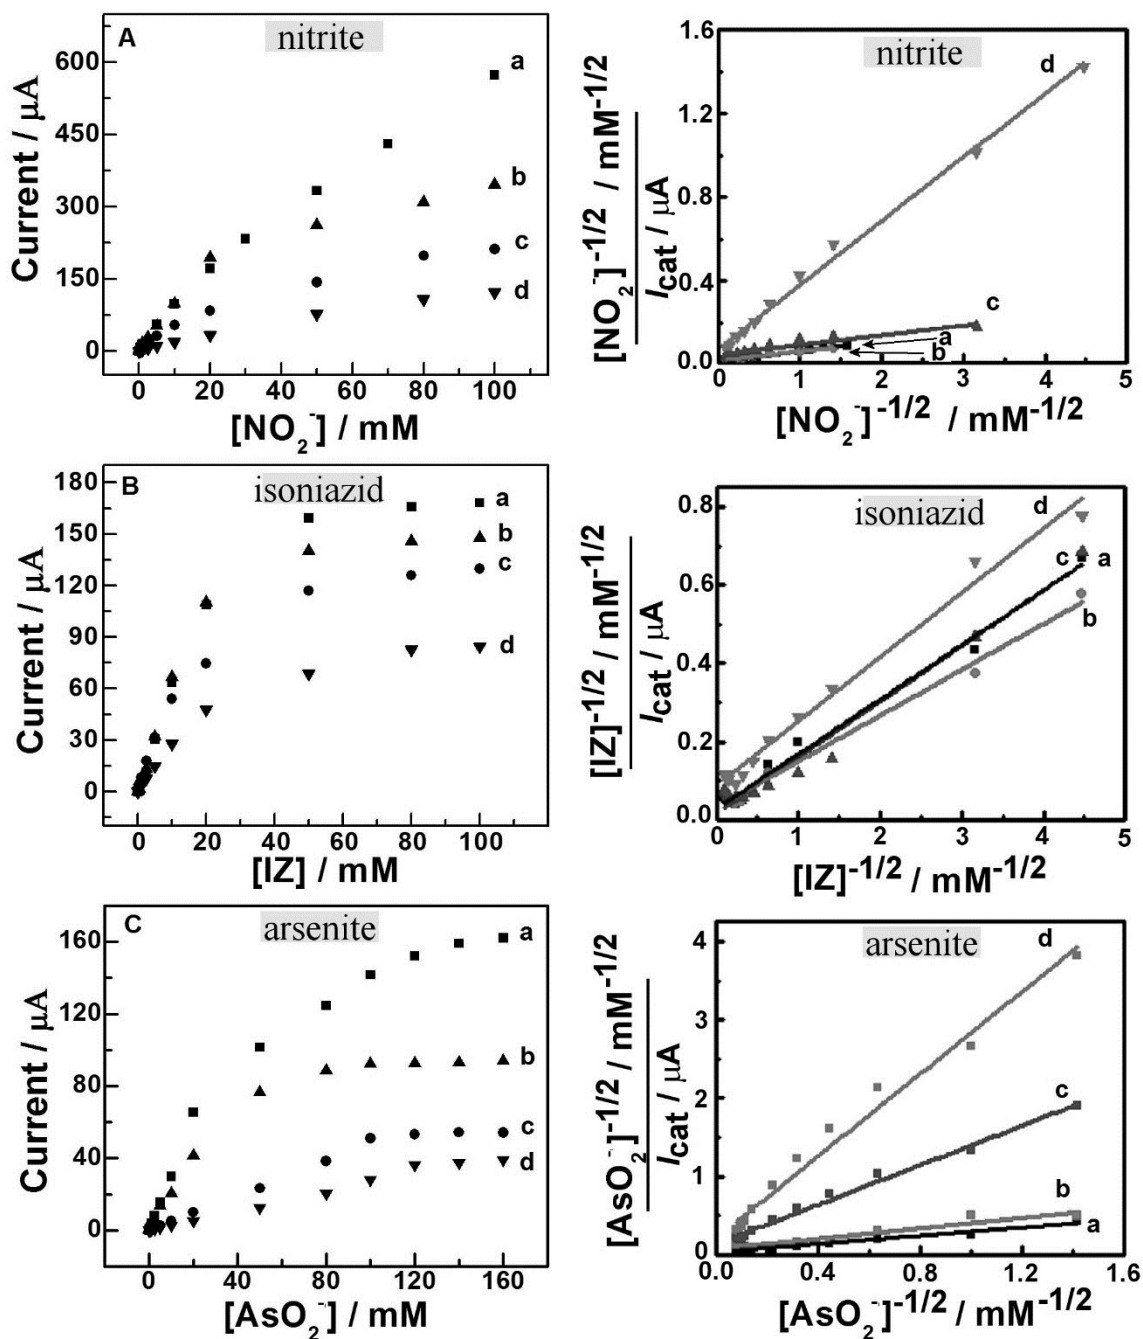 A
nitrite
600
450
300
150
0
a
b
c
d
0 20 40 60 80 100
Current / μA
[NO2-] / mM
nitrite
1.6
1.2
0.8
0.4
0.0
d
c
a
b
0 1 2 3 4 5
[NO2-]-1/2 / mM-1/2
Icat / μA
[NO2-]-1/2 / mM-1/2
B
isoniazid
180
150
120
90
60
30
0
a
b
c
d
0 20 40 60 80 100
Current / μA
[IZ] / mM
isoniazid
0.8
0.6
0.4
0.2
0.0
d
c a
b
0 1 2 3 4 5
[IZ]-1/2 / mM-1/2
Icat / μA
[IZ]-1/2 / mM-1/2
C
arsenite
160
120
80
40
0
a
b
c
d
0 40 80 120 160
Current / μA
[AsO2-] / mM
arsenite
4
3
2
1
0
d
c
b
a
0.0 0.4 0.8 1.2 1.6
[AsO2-]-1/2 / mM-1/2
Icat / μA
[AsO2-]-1/2 / mM-1/2